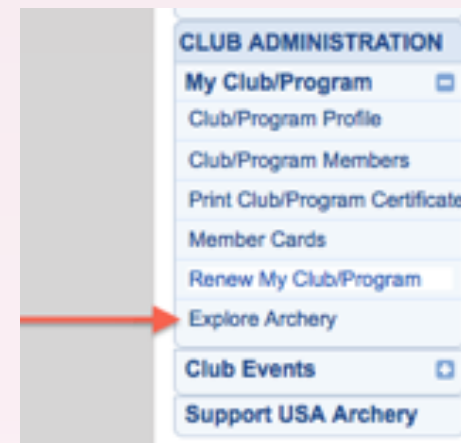 CLUB ADMINISTRATION
My Club/Program
Club/Program Profile
Club/Program Members
Print Club/Program Certificate
Member Cards
Renew My Club/Program
Explore Archery
Club Events
Support USA Archery